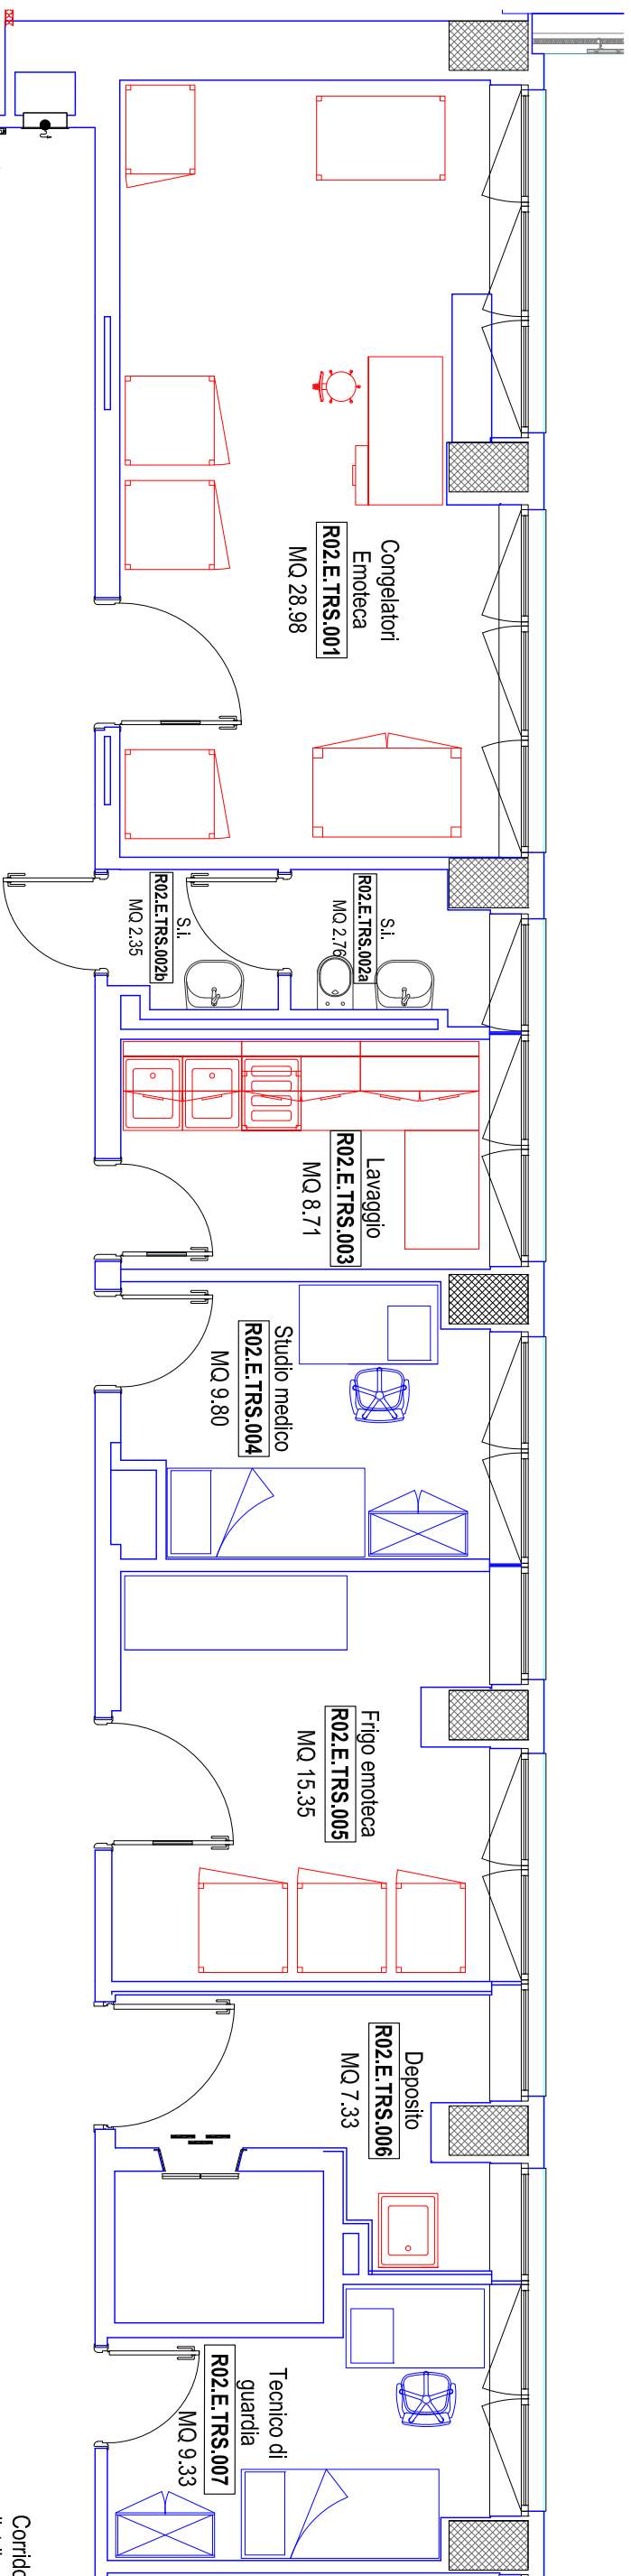 Congelatori
Emoteca
R02.E.TRS.001
MQ 28.98
S.i.
R02.E.TRS.002a
MQ 2.76
S.i.
R02.E.TRS.002b
MQ 2.35
Lavaggio
R02.E.TRS.003
MQ 8.71
Studio medico
R02.E.TRS.004
MQ 9.80
Frigo emoteca
R02.E.TRS.005
MQ 15.35
Deposito
R02.E.TRS.006
MQ 7.33
Tecnico di
guardia
R02.E.TRS.007
MQ 9.33
Corrido